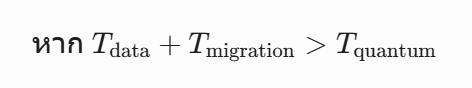 หาก T_data + T_migration > T_quantum